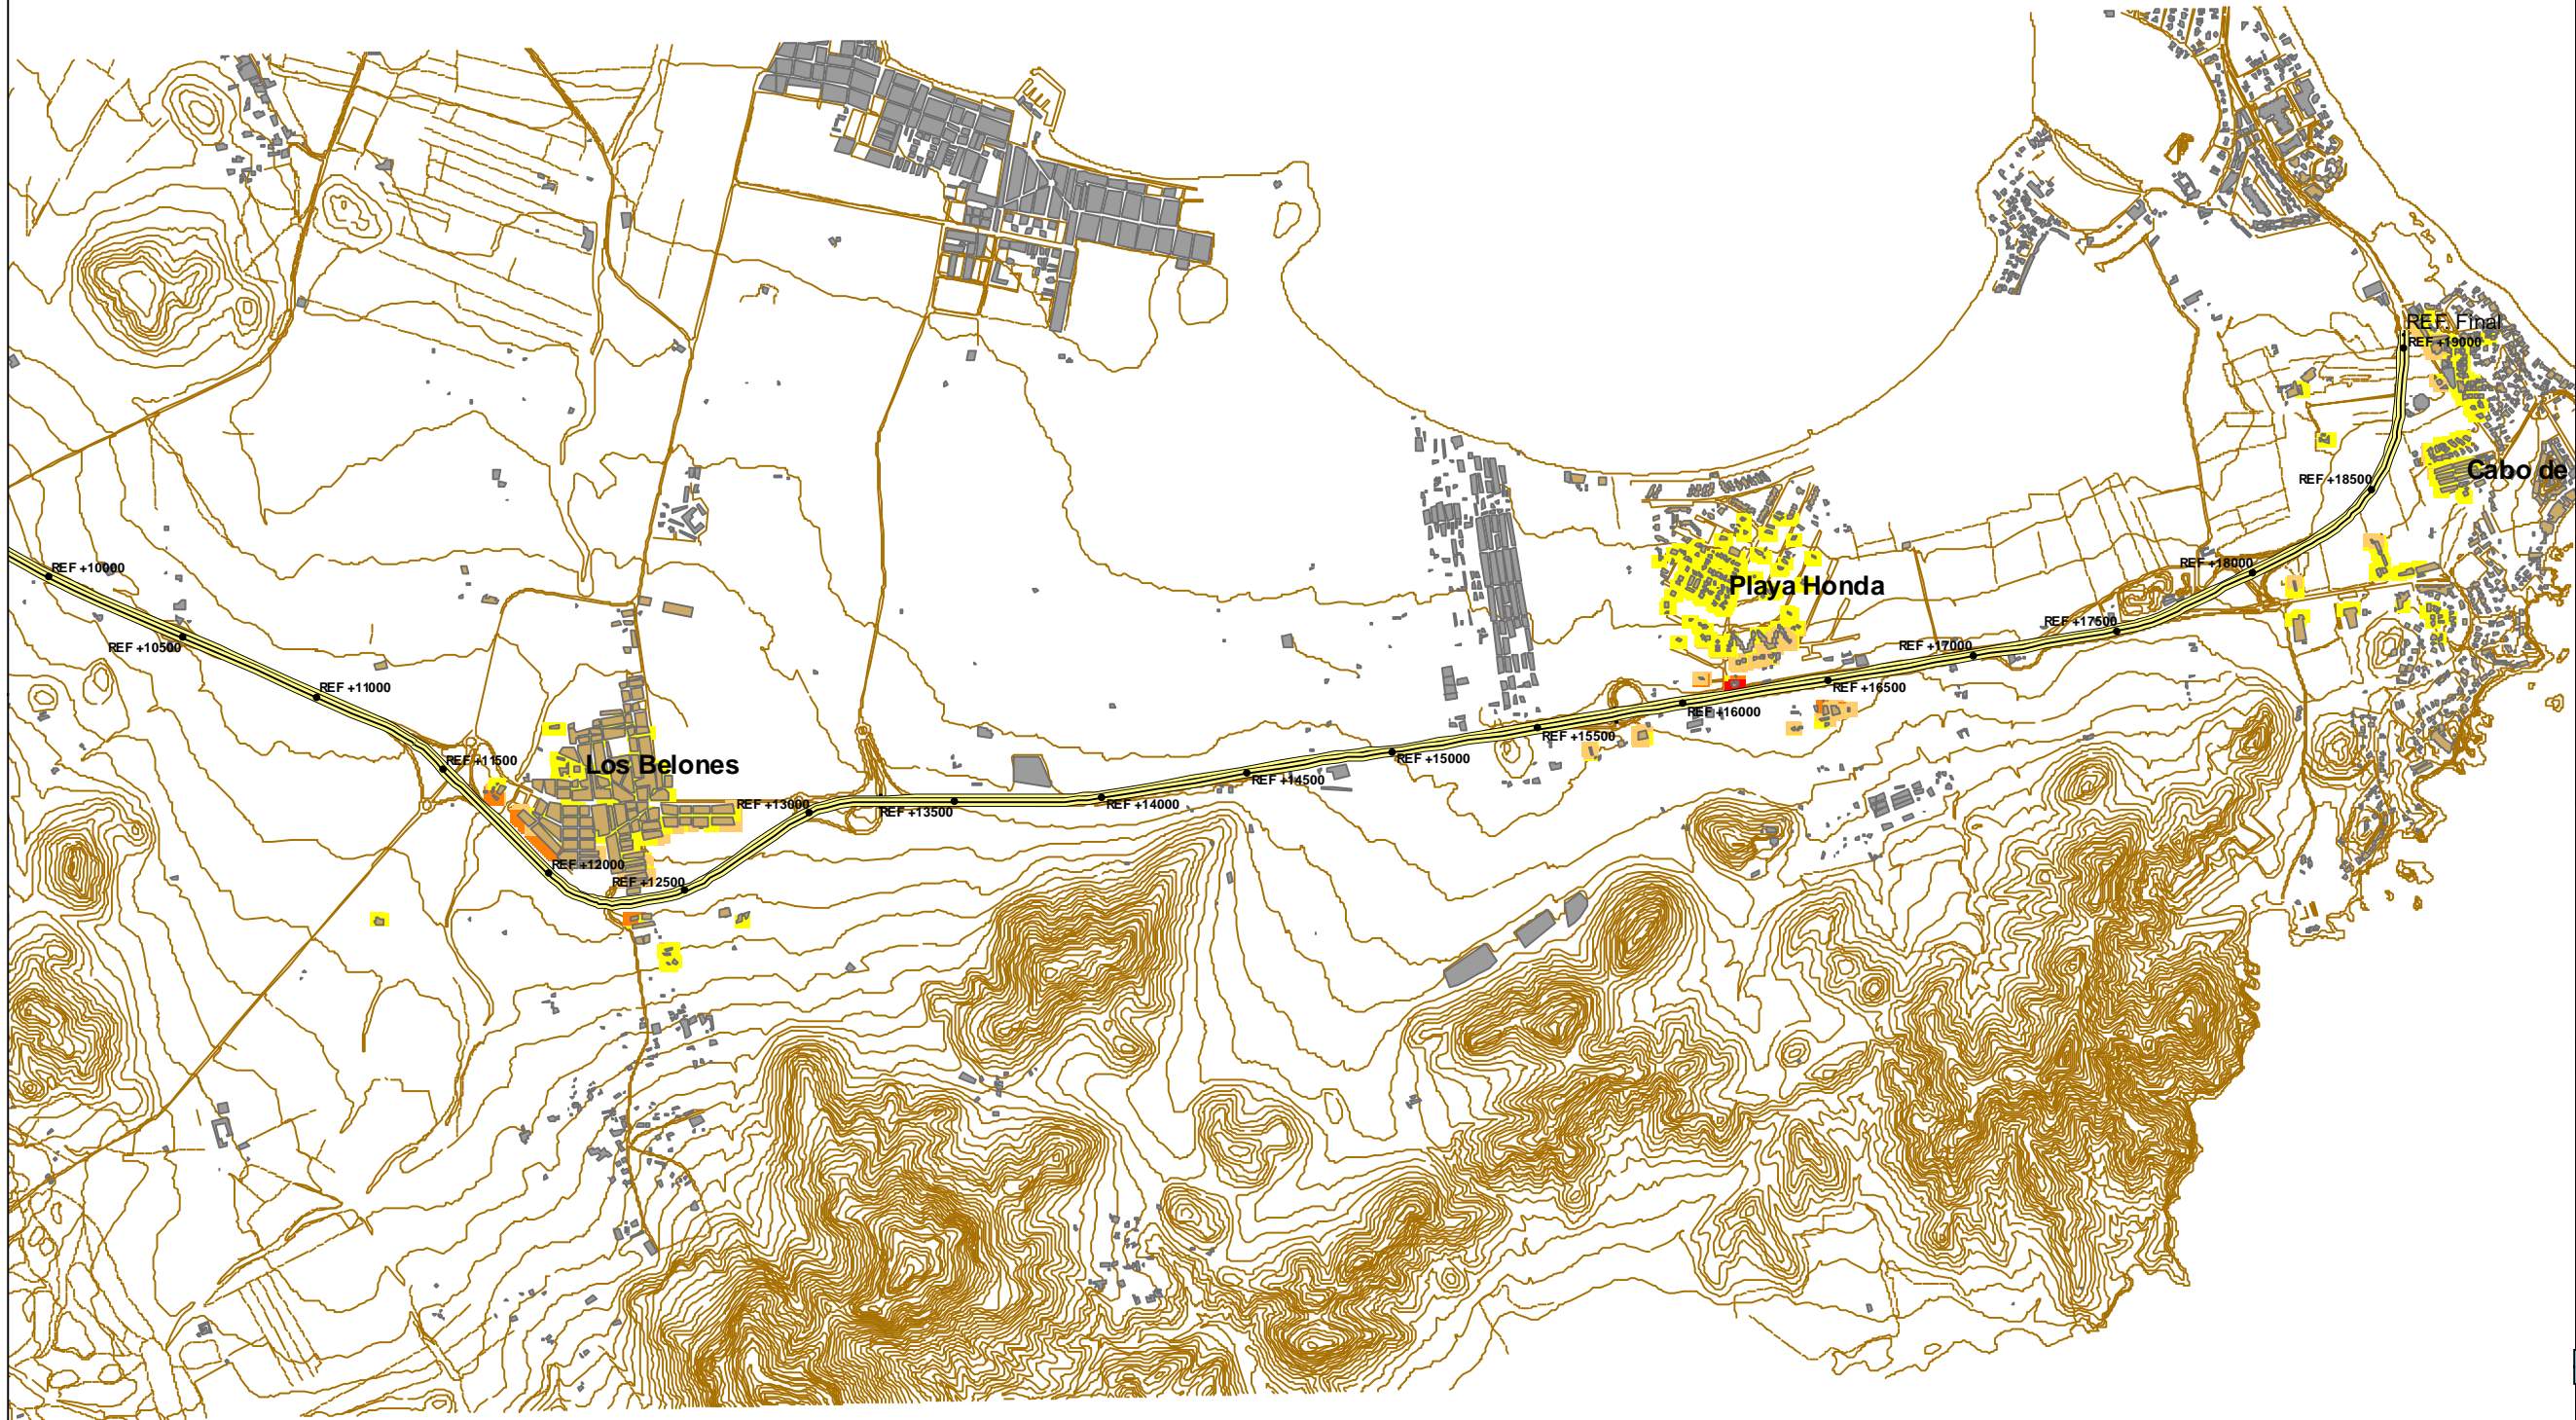 REF. Final
REF +19000
Cabo de
REF +18500
REF +18000
REF +10000
Playa Honda
REF +17500
REF +10500
REF +17000
REF +11000
REF +16500
REF +16000
REF +15500
REF +11500
Los Belones
REF +15000
REF +14500
REF +13000
REF +13500
REF +14000
REF +12000
REF +12500